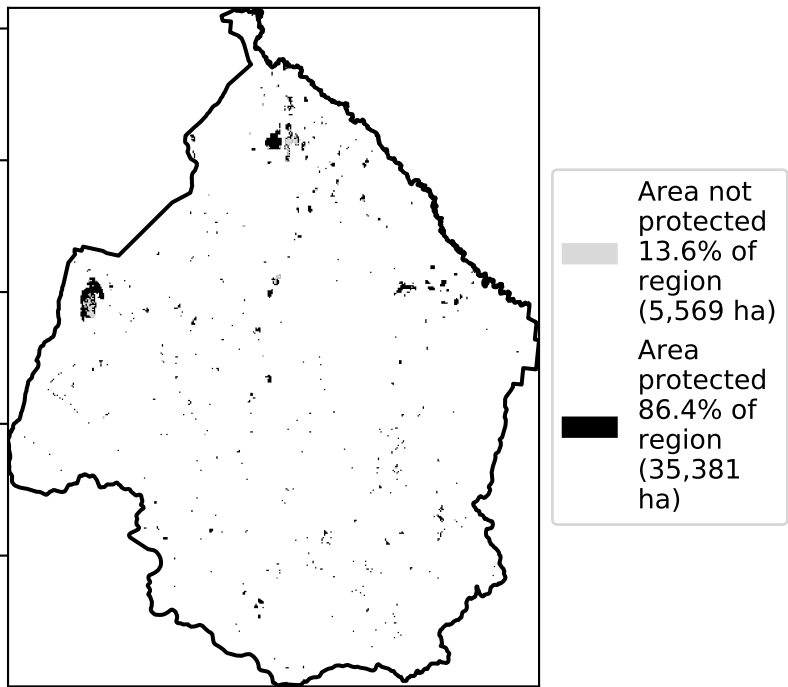 Area not
protected
13.6% of
region
(5,569 ha)
Area
protected
86.4% of
region
(35,381
ha)